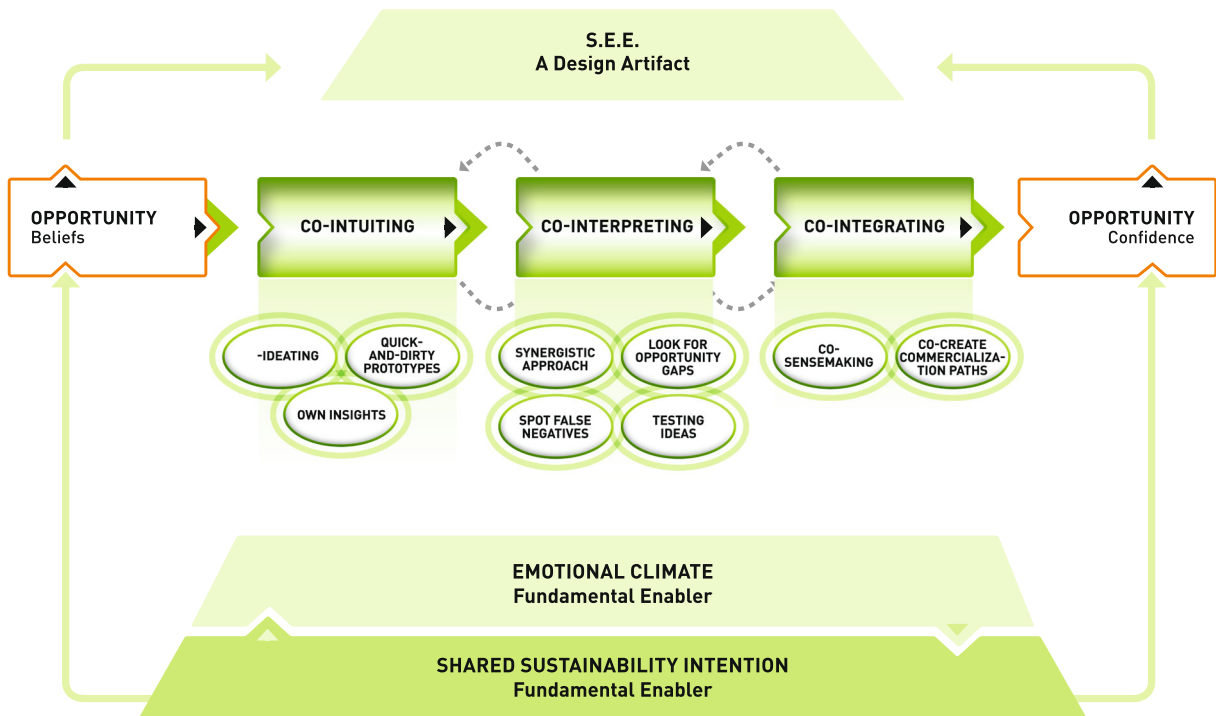 S.E.E.
A Design Artifact
OPPORTUNITY
Beliefs
CO-INTUITING
CO-INTERPRETING
CO-INTEGRATING
OPPORTUNITY
Confidence
-IDEATING
QUICK-
AND-DIRTY
PROTOTYPES
OWN INSIGHTS
SYNERGISTIC
APPROACH
LOOK FOR
OPPORTUNITY
GAPS
SPOT FALSE
NEGATIVES
TESTING
IDEAS
CO-
SENSEMAKING
CO-CREATE
COMMERCIALIZA-
TION PATHS
EMOTIONAL CLIMATE
Fundamental Enabler
SHARED SUSTAINABILITY INTENTION
Fundamental Enabler